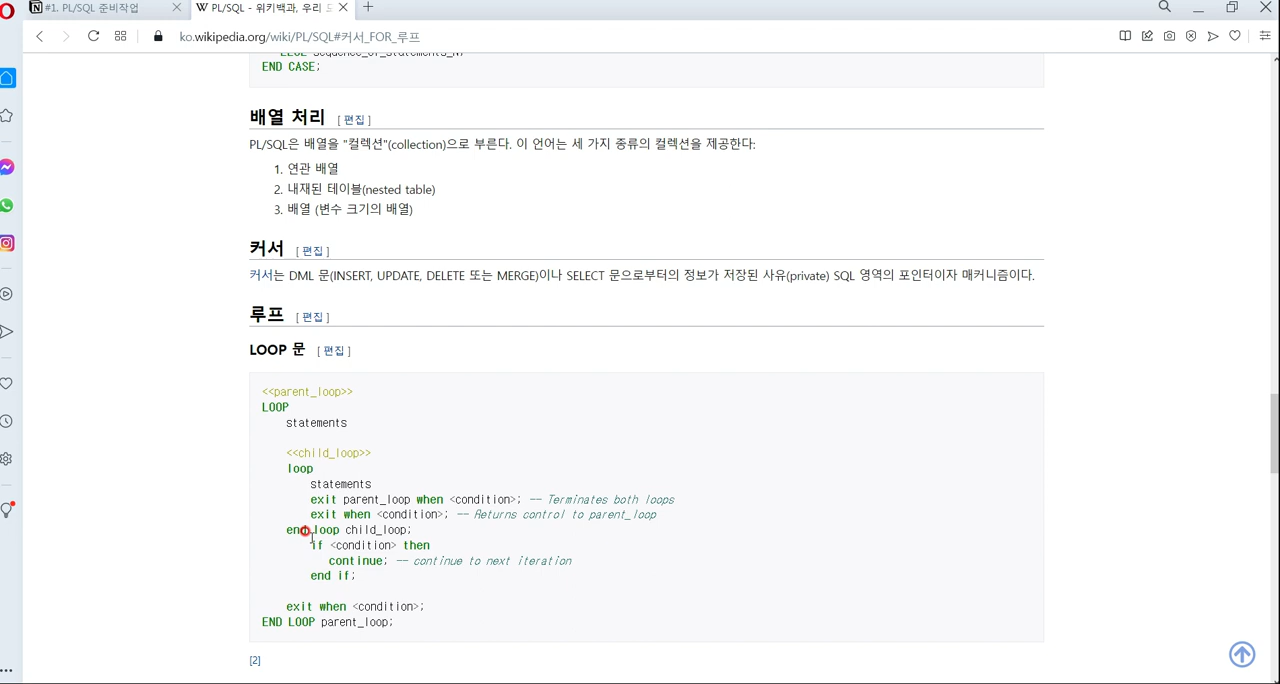 #1. PL/SQL 준비작업
PL/SQL - 위키백과, 우리
ko.wikipedia.org/wiki/PL/SQL#커서_FOR_루프
END CASE;
배열 처리 [ 편집 ]
PL/SQL은 배열을 "컬렉션"(collection)으로 부른다. 이 언어는 세 가지 종류의 컬렉션을 제공한다:
1. 연관 배열
2. 내재된 테이블(nested table)
3. 배열 (변수 크기의 배열)
커서 [ 편집 ]
커서는 DML 문(INSERT, UPDATE, DELETE 또는 MERGE)이나 SELECT 문으로부터의 정보가 저장된 사유(private) SQL 영역의 포인터이자 매커니즘이다.
루프 [ 편집 ]
LOOP 문 [ 편집 ]
<<parent_loop>>
LOOP
statements
<<child_loop>>
loop
statements
exit parent_loop when <condition>; -- Terminates both loops
exit when <condition>; -- Returns control to parent_loop
end loop child_loop;
if <condition> then
continue; -- continue to next iteration
end if;
exit when <condition>;
END LOOP parent_loop;
[2]